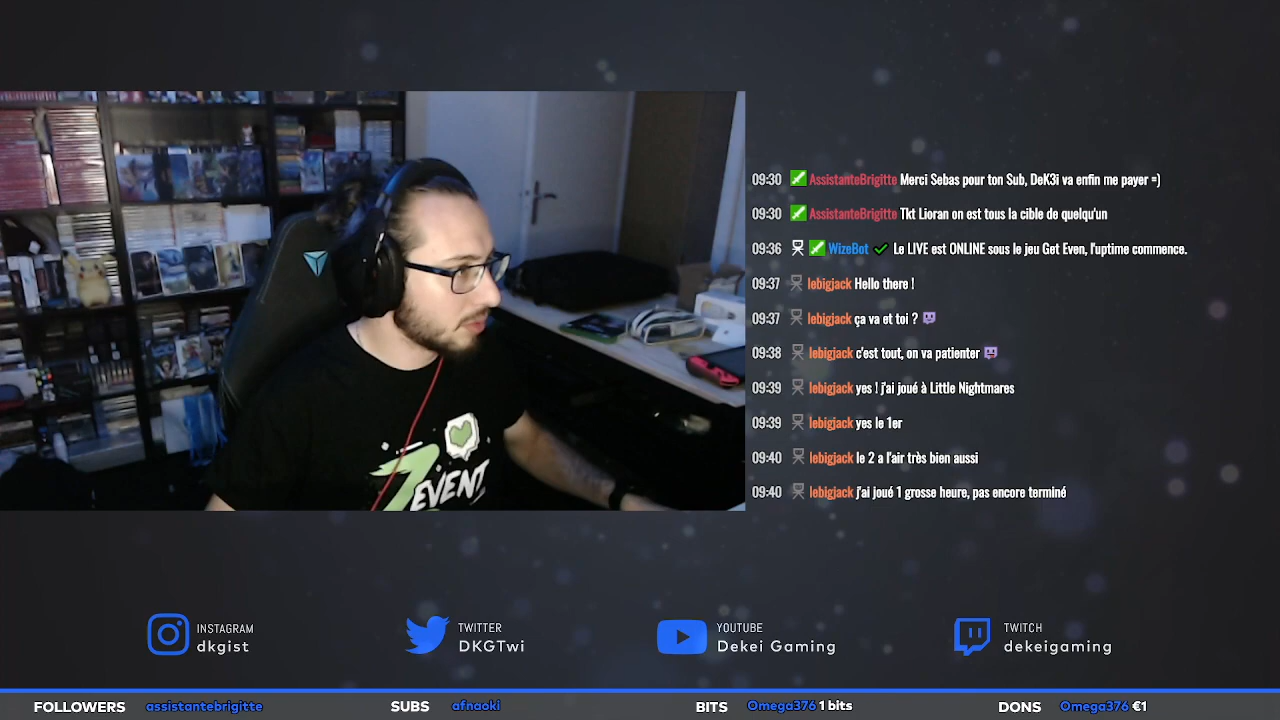 09:30 AssistanteBrigitte Merci Sebas pour ton Sub, DeK3i va enfin me payer =)
09:30 AssistanteBrigitte Tkt Lioran on est tous la cible de quelqu'un
09:36 WizeBot Le LIVE est ONLINE sous le jeu Get Even, l'uptime commence.
09:37 lebigjack Hello there !
09:37 lebigjack ça va et toi ?
09:38 lebigjack c'est tout, on va patienter
09:39 lebigjack yes ! j'ai joué à Little Nightmares
09:39 lebigjack yes le 1er
09:40 lebigjack le 2 a l'air très bien aussi
09:40 lebigjack j'ai joué 1 grosse heure, pas encore terminé
7
EVENT
INSTAGRAM
dkgist
TWITTER
DKGTwi
YOUTUBE
Dekei Gaming
TWITCH
dekeigaming
FOLLOWERS assistantebrigitte SUBS afnaoki BITS Omega376 1 bits DONS Omega376 €1